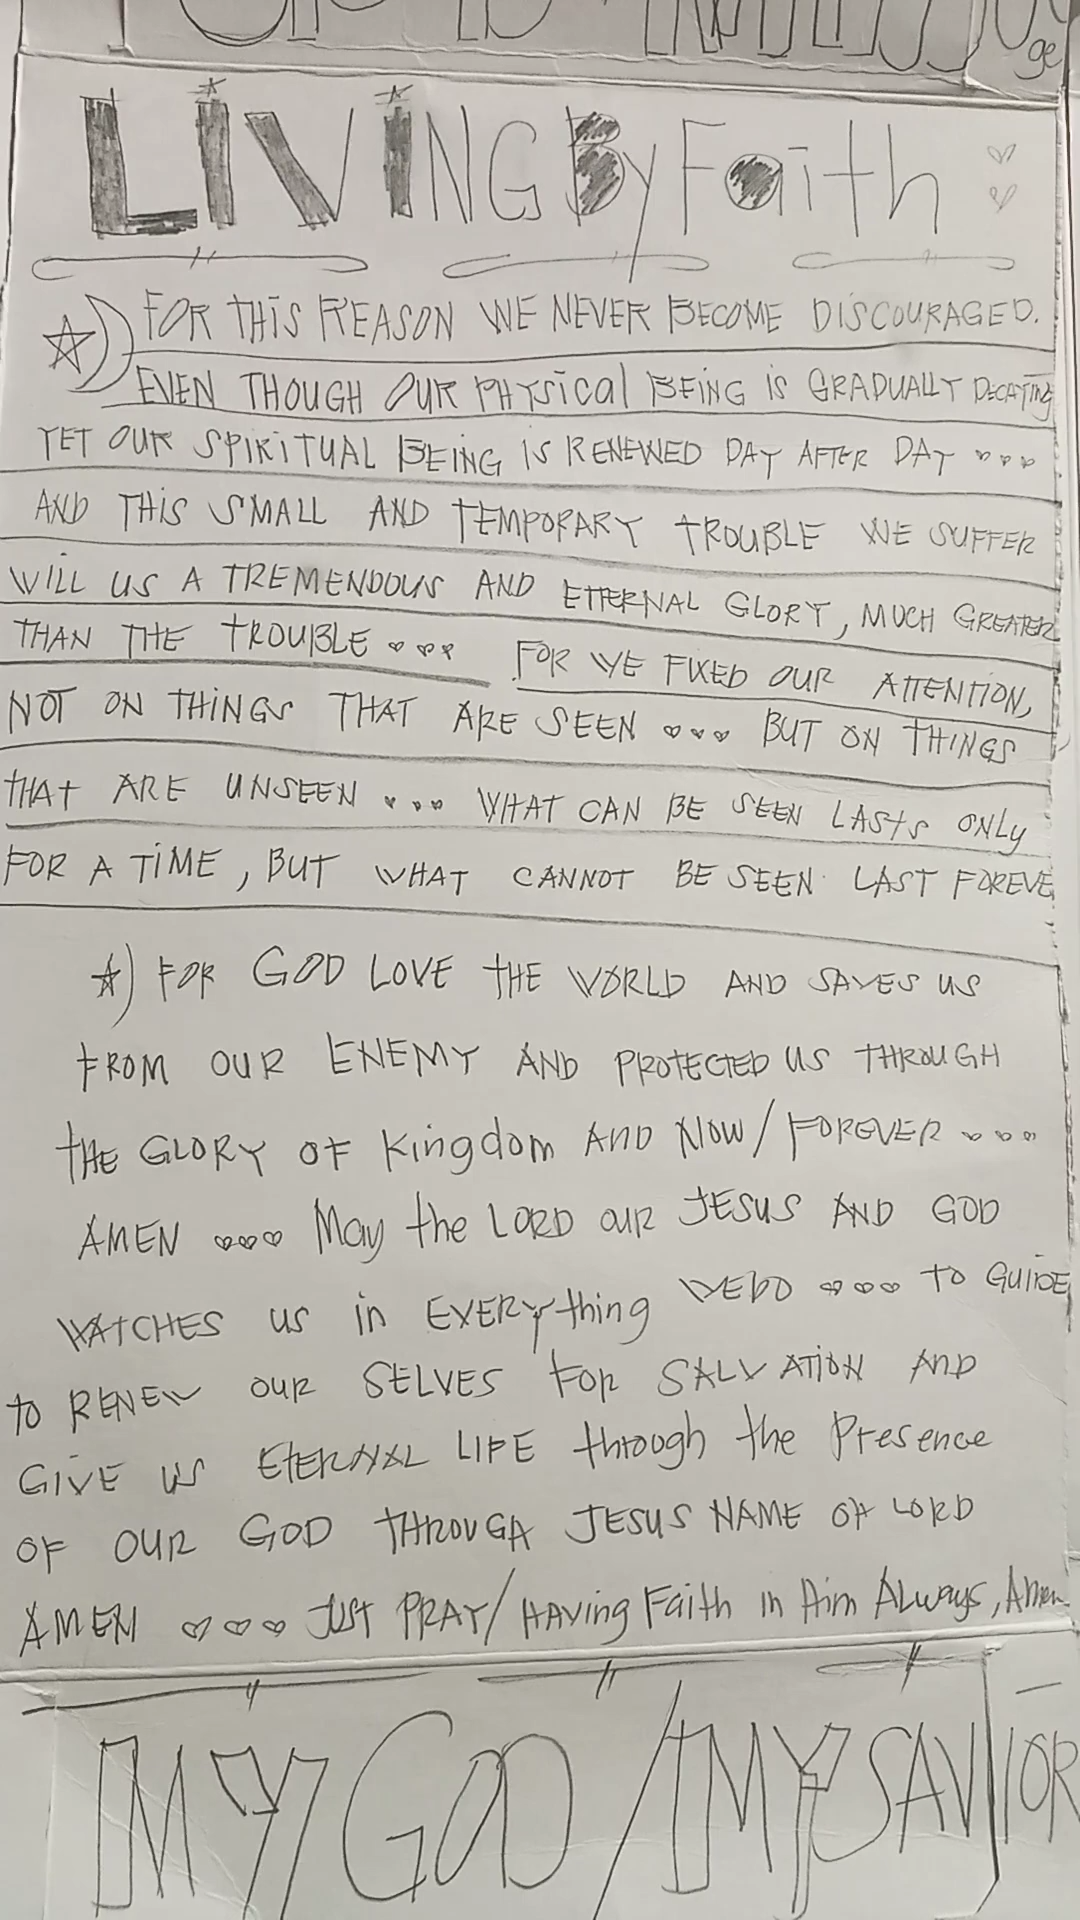 ge
LiViNG By Faith
FOR THiS REASON WE NEVER BECOME DISCOURAGED.
EVEN THOUGH OUR PHYSical BEiNG iS GRADUALLY DECAYING
YET OUR SPIRITUAL BEING IS RENEWED DAY AFTER DAY
AND THIS SMALL AND TEMPORARY TROUBLE WE SUFFER
WILL US A TREMENDOUS AND ETERNAL GLORY, MUCH GREATER
THAN THE TROUBLE... FOR WE FIXED OUR ATTENTION,
NOT ON THINGS THAT ARE SEEN ♡♡♡ BUT ON THINGS
THAT ARE UNSEEN ... WHAT CAN BE SEEN LASTS ONLY
FOR A TIME, BUT WHAT CANNOT BE SEEN LAST FOREVE
☆) FOR GOD LOVE THE WORLD AND SAVES US
FROM OUR ENEMY AND PROTECTED US THROUGH
THE GLORY OF Kingdom AND NOW/FOREVER ♡♡♡
AMEN ♡♡♡ May the LORD OUR JESUS AND GOD
WATCHES US in EVERYthing WE DO ♡♡♡ TO GUIDE
TO RENEW OUR SELVES FOR SALVATION AND
GIVE US ETERNAL LIFE through the Presence
OF OUR GOD THROUGH JESUS NAME OF LORD
AMEN ♡♡♡ JUST PRAY/HAVing Faith in Him Always, Amen
MY GOD/MY SAVIOR